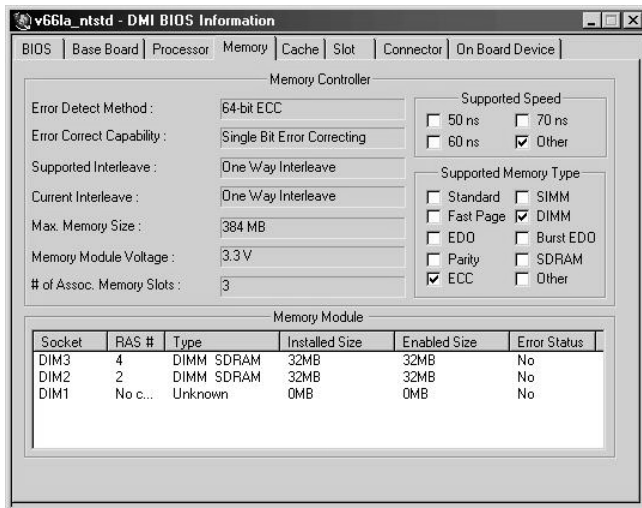 v66la_ntstd - DMI BIOS Information
BIOS Base Board Processor Memory Cache Slot Connector On Board Device
Memory Controller
Error Detect Method : 64-bit ECC
Error Correct Capability : Single Bit Error Correcting
Supported Interleave : One Way Interleave
Current Interleave : One Way Interleave
Max. Memory Size : 384 MB
Memory Module Voltage : 3.3 V
# of Assoc. Memory Slots : 3
Supported Speed
50 ns 70 ns
60 ns Other
Supported Memory Type
Standard SIMM
Fast Page DIMM
EDO Burst EDO
Parity SDRAM
ECC Other
Memory Module
Socket RAS # Type Installed Size Enabled Size Error Status
DIM3 4 DIMM SDRAM 32MB 32MB No
DIM2 2 DIMM SDRAM 32MB 32MB No
DIM1 No c... Unknown 0MB 0MB No